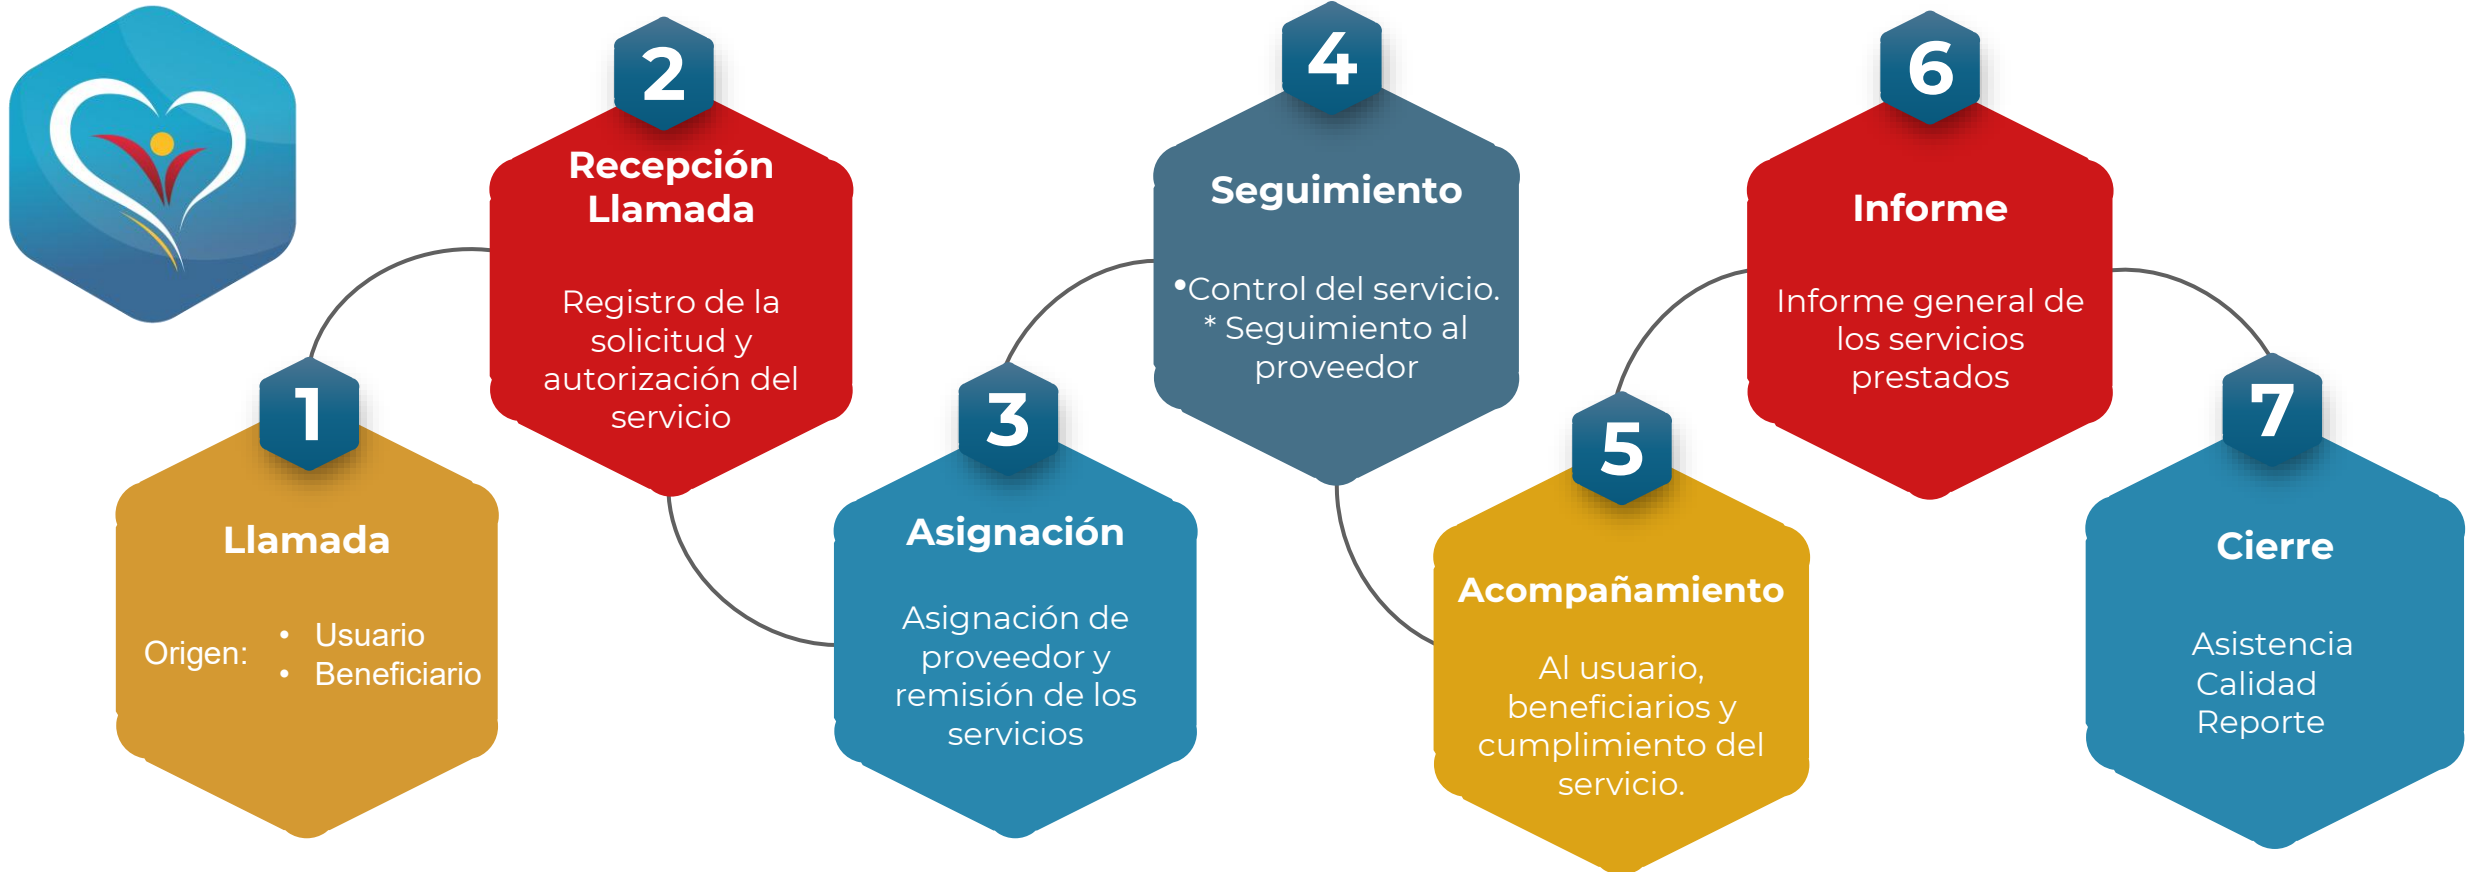 1
Llamada
Origen:
• Usuario
• Beneficiario
2
Recepción
Llamada
Registro de la
solicitud y
autorización del
servicio
3
Asignación
Asignación de
proveedor y
remisión de los
servicios
4
Seguimiento
•Control del servicio.
* Seguimiento al
proveedor
5
Acompañamiento
Al usuario,
beneficiarios y
cumplimiento del
servicio.
6
Informe
Informe general de
los servicios
prestados
7
Cierre
Asistencia
Calidad
Reporte